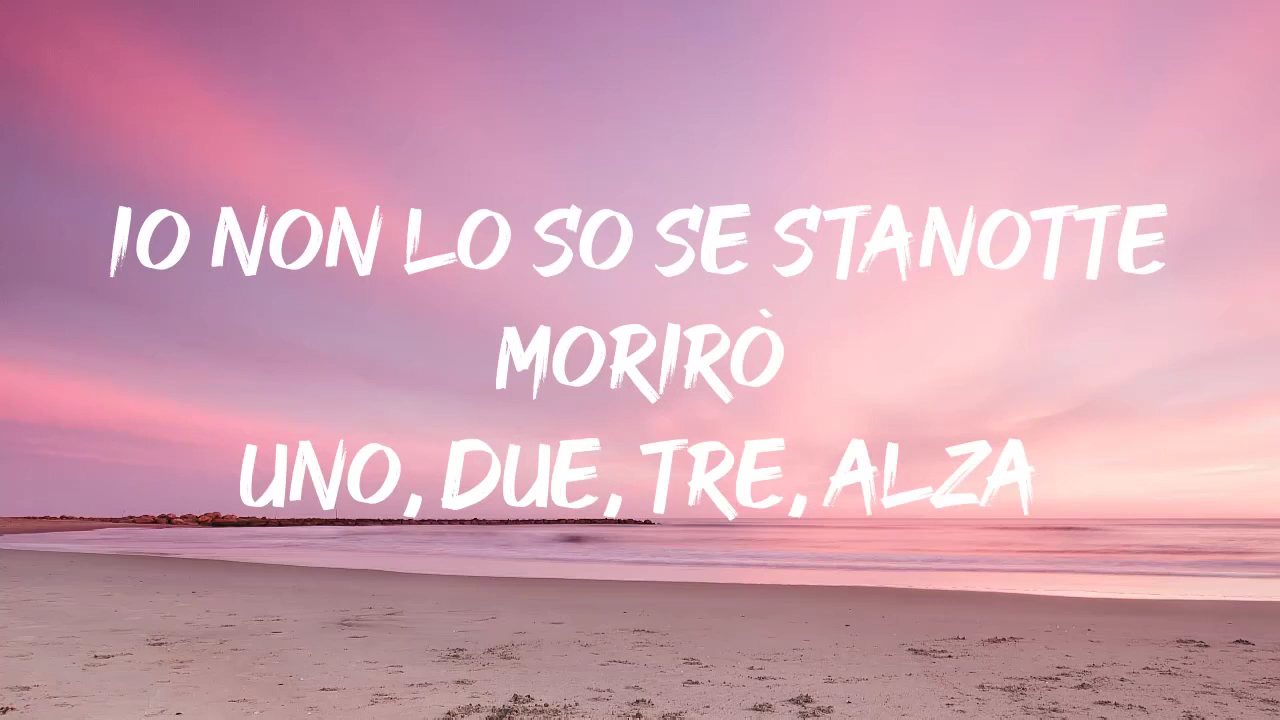 IO NON LO SO SE STANOTTE
MORIRÒ
UNO, DUE, TRE, ALZA